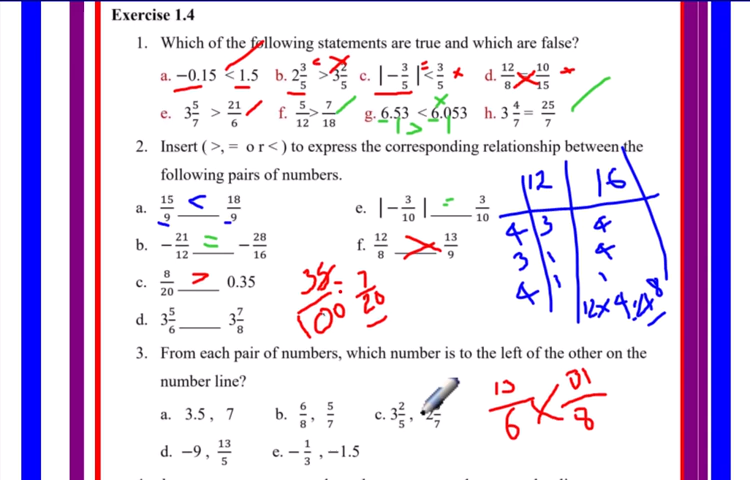 Exercise 1.4
1. Which of the following statements are true and which are false?
a. −0.15 < 1.5 b. 2 3/5 > 3 2/5 c. |−3/5| < 3/5 d. 12/8 = 10/15
e. 3 5/7 > 21/6 f. 5/12 > 7/18 g. 6.53 < 6.053 h. 3 4/7 = 25/7
2. Insert (>, = or <) to express the corresponding relationship between the
following pairs of numbers.
a. 15/9 < 18/9 e. |−3/10| = 3/10
b. −21/12 = −28/16 f. 12/8 ___ 13/9
c. 8/20 > 0.35
d. 3 5/6 ___ 3 7/8
35/100 = 7/20
12 16
4 3 4
3 1 4
4 1 1
12 × 4 = 48
3. From each pair of numbers, which number is to the left of the other on the
number line?
a. 3.5 , 7 b. 6/8 , 5/7 c. 3 2/5 ,
d. −9 , 13/5 e. −1/3 , −1.5
31/8